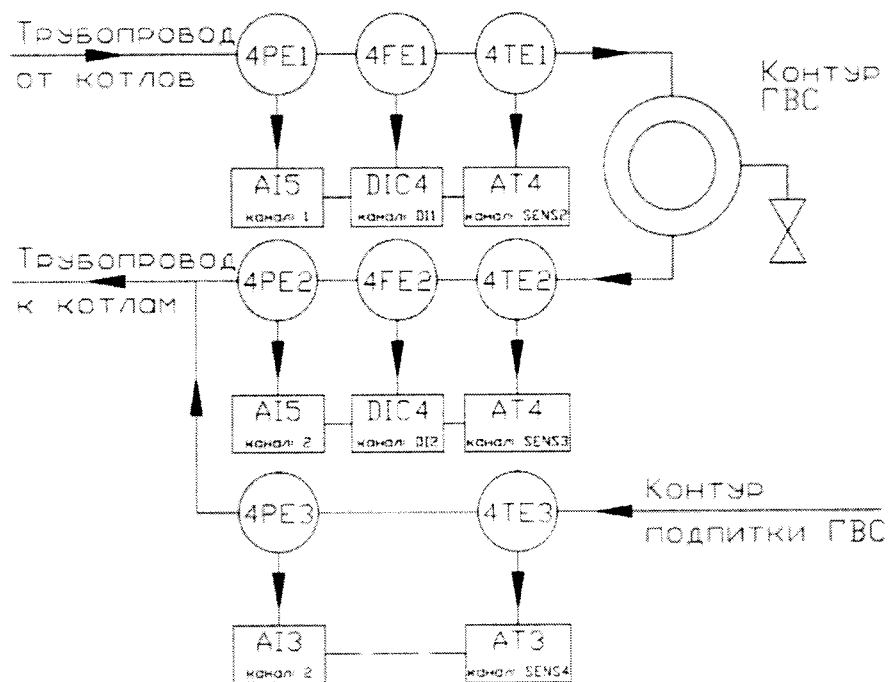 Трубопровод
от котлов
4PE1
4FE1
4TE1
Контур
ГВС
AI5
канал: 1
DIC4
канал: DI1
AT4
канал: SENS2
Трубопровод
к котлам
4PE2
4FE2
4TE2
AI5
канал: 2
DIC4
канал: DI2
AT4
канал: SENS3
4PE3
4TE3
Контур
подпитки ГВС
AI3
канал: 2
AT3
канал: SENS4